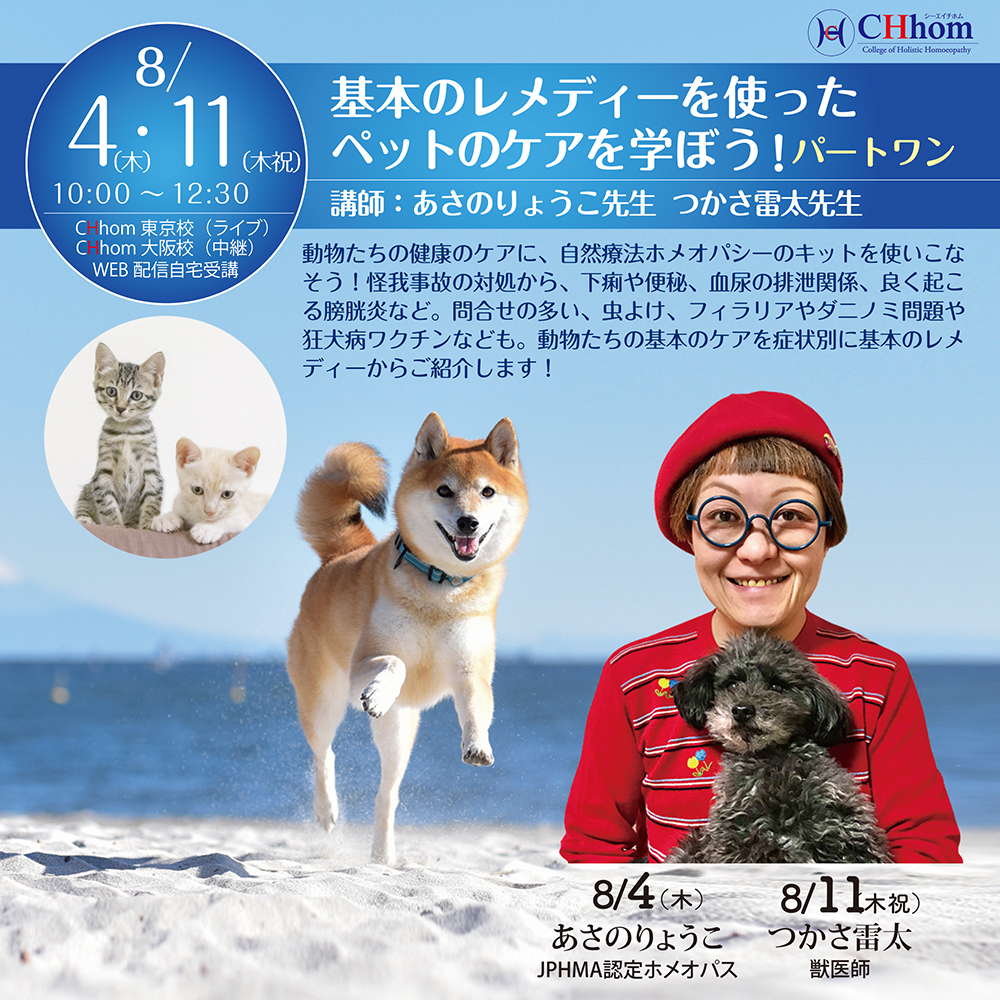 シーエイチホム
CHhom
College of Holistic Homoeopathy
8/
4(木)・11(木祝)
10:00 ～ 12:30
CHhom 東京校（ライブ）
CHhom 大阪校（中継）
WEB 配信自宅受講
基本のレメディーを使った
ペットのケアを学ぼう！パートワン
講師：あさのりょうこ先生 つかさ雷太先生
動物たちの健康のケアに、自然療法ホメオパシーのキットを使いこな
そう！怪我事故の対処から、下痢や便秘、血尿の排泄関係、良く起こ
る膀胱炎など。問合せの多い、虫よけ、フィラリアやダニノミ問題や
狂犬病ワクチンなども。動物たちの基本のケアを症状別に基本のレメ
ディーからご紹介します！
8/4（木）
あさのりょうこ
JPHMA認定ホメオパス
8/11木祝）
つかさ雷太
獣医師